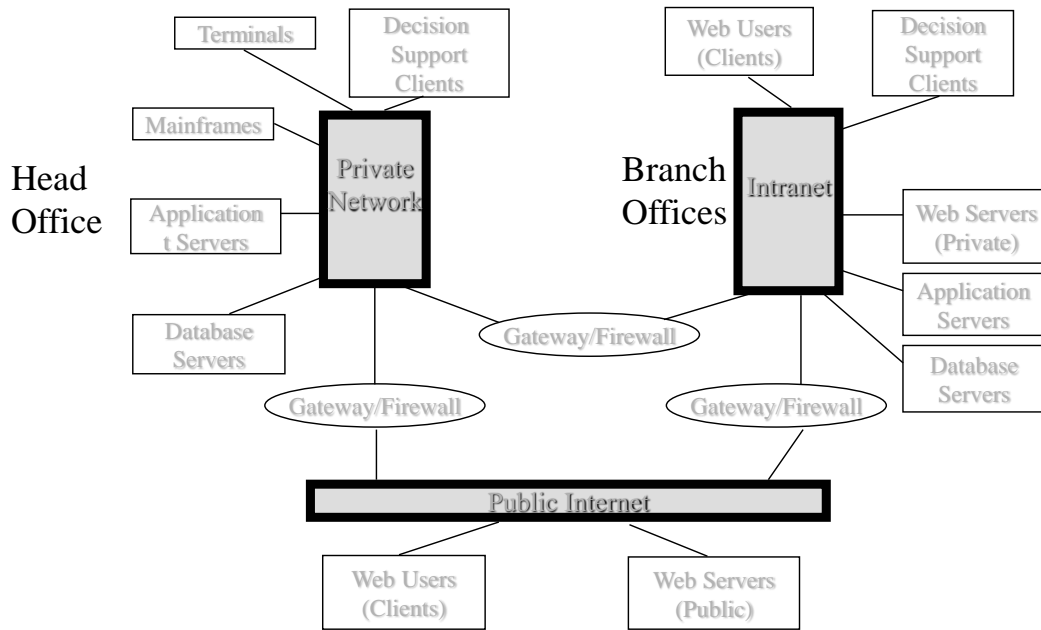 Terminals
Decision
Support
Clients
Web Users
(Clients)
Decision
Support
Clients
Mainframes
Head
Office
Private
Network
Branch
Offices
Intranet
Application
t Servers
Web Servers
(Private)
Application
Servers
Database
Servers
Gateway/Firewall
Database
Servers
Gateway/Firewall
Gateway/Firewall
Public Internet
Web Users
(Clients)
Web Servers
(Public)